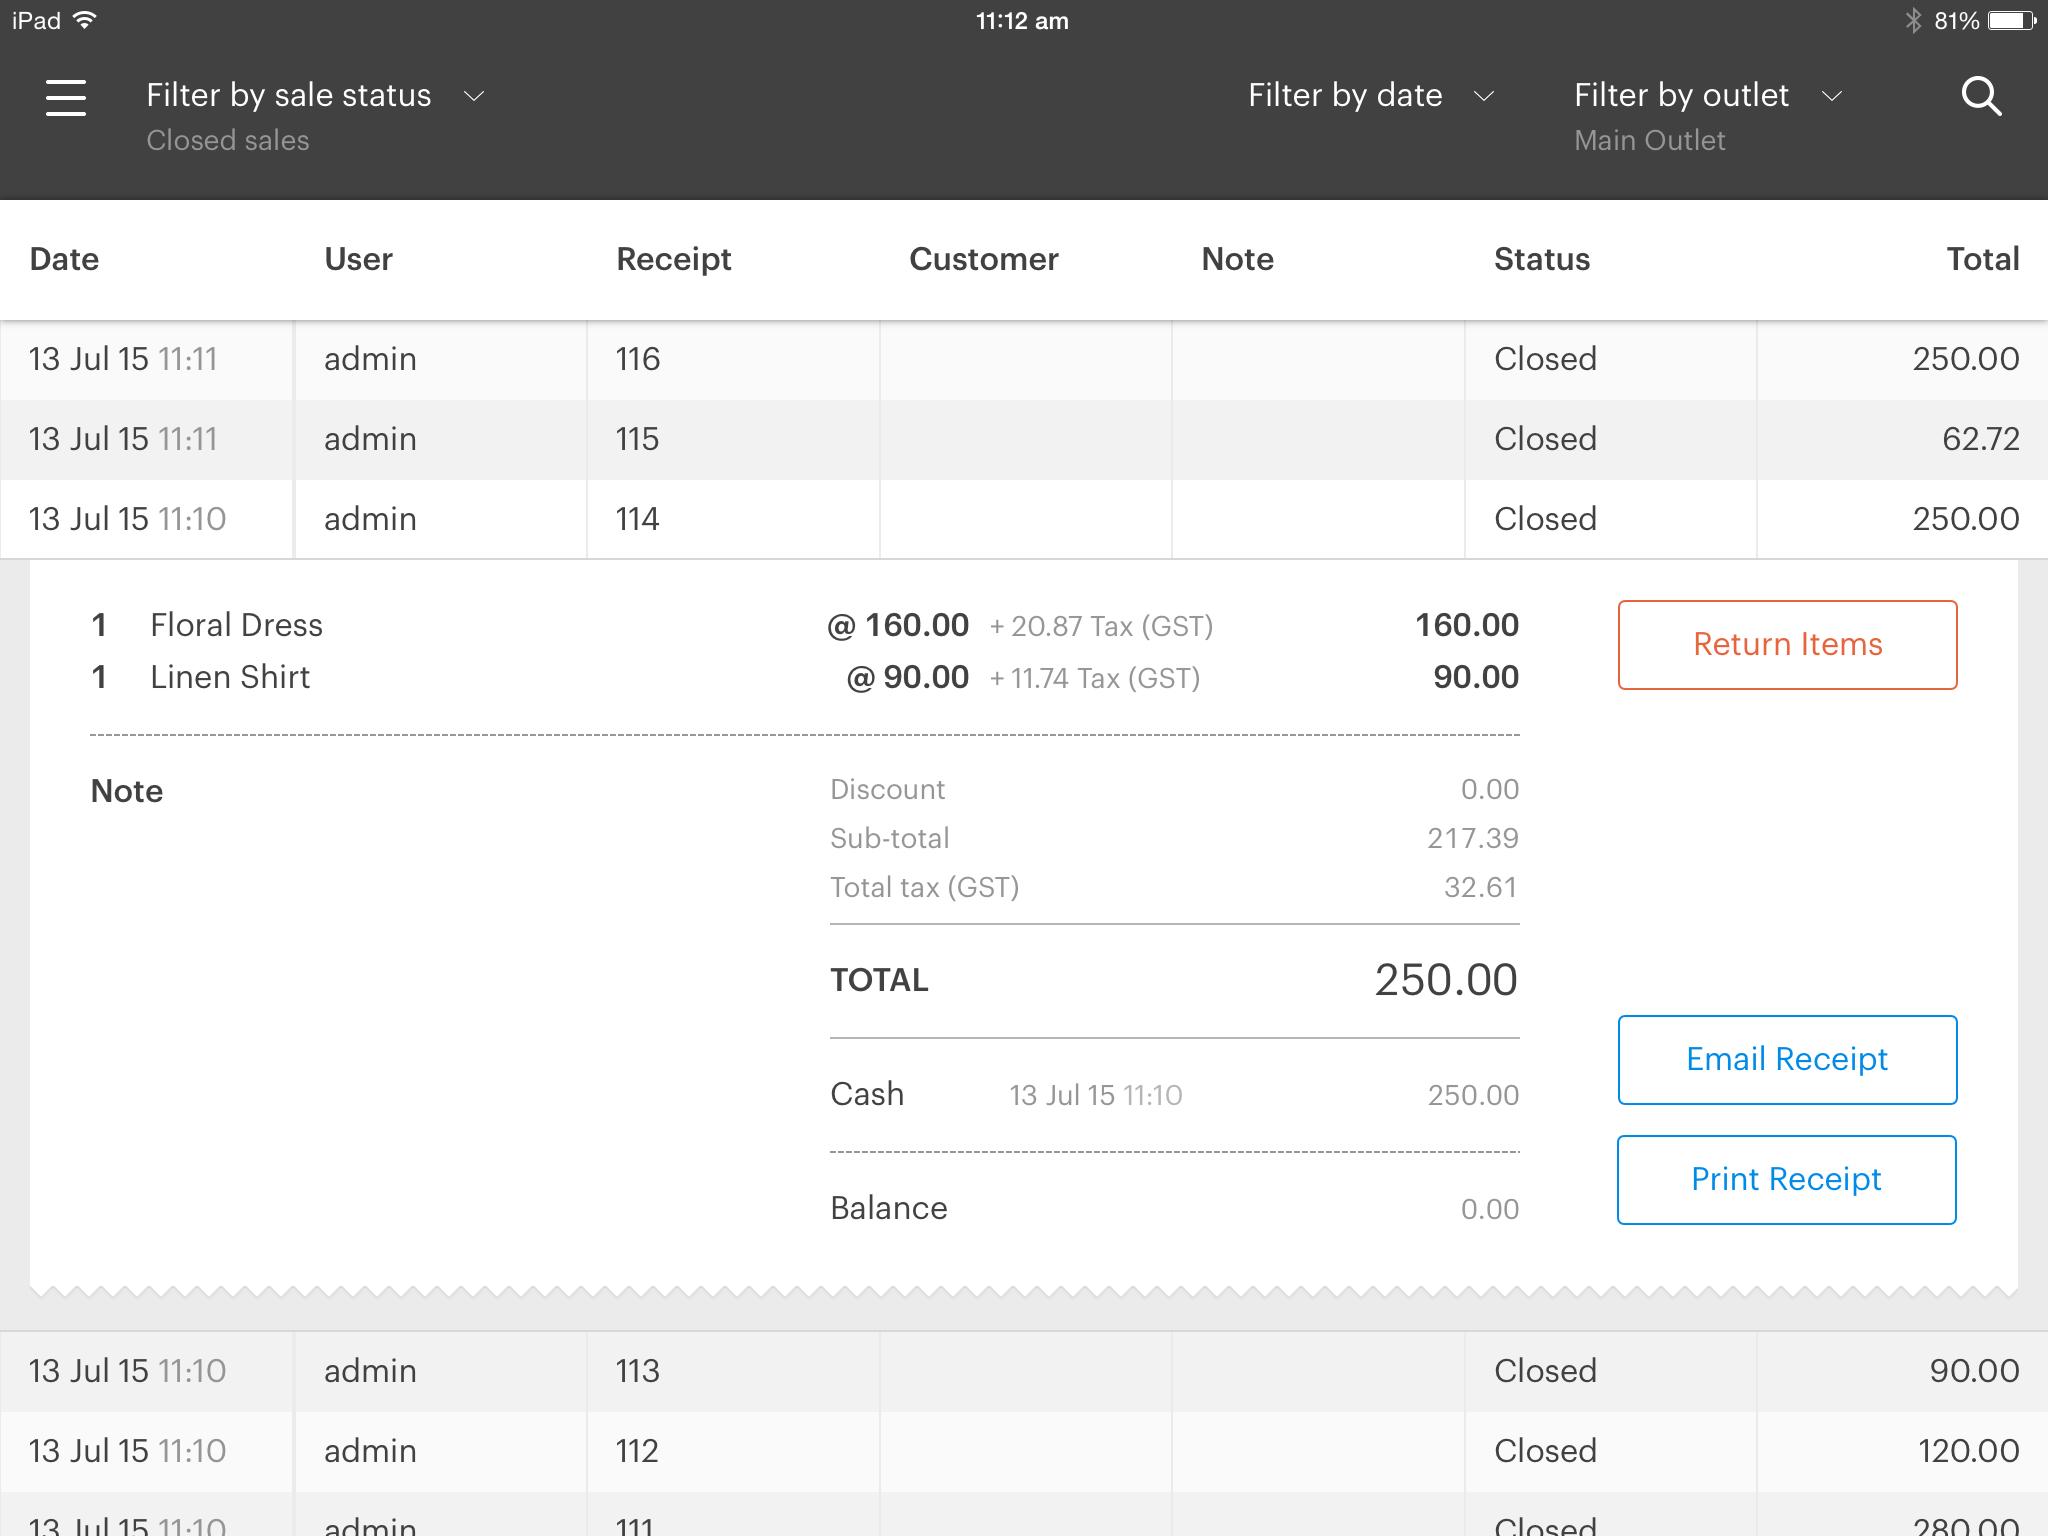 iPad 11:12 am 81%
Filter by sale status Filter by date Filter by outlet
Closed sales Main Outlet
Date User Receipt Customer Note Status Total
13 Jul 15 11:11 admin 116 Closed 250.00
13 Jul 15 11:11 admin 115 Closed 62.72
13 Jul 15 11:10 admin 114 Closed 250.00
1 Floral Dress @ 160.00 + 20.87 Tax (GST) 160.00
Return Items
1 Linen Shirt @ 90.00 + 11.74 Tax (GST) 90.00
Note
Discount 0.00
Sub-total 217.39
Total tax (GST) 32.61
TOTAL 250.00
Email Receipt
Cash 13 Jul 15 11:10 250.00
Print Receipt
Balance 0.00
13 Jul 15 11:10 admin 113 Closed 90.00
13 Jul 15 11:10 admin 112 Closed 120.00
13 Jul 15 11:10 admin 111 Closed 280.00